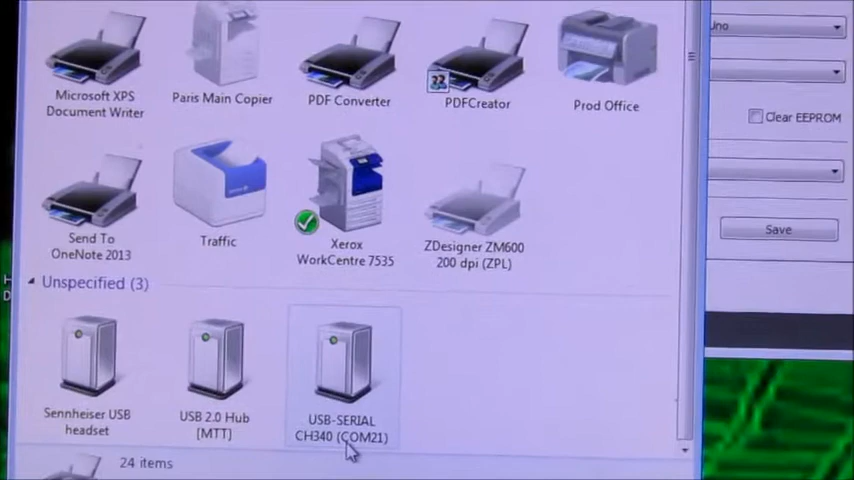 Microsoft XPS
Document Writer
Paris Main Copier
PDF Converter
PDFCreator
Prod Office
Send To
OneNote 2013
Traffic
Xerox
WorkCentre 7535
ZDesigner ZM600
200 dpi (ZPL)
Unspecified (3)
Sennheiser USB
headset
USB 2.0 Hub
[MTT]
USB-SERIAL
CH340 (COM21)
24 items
Uno
Clear EEPROM
Save